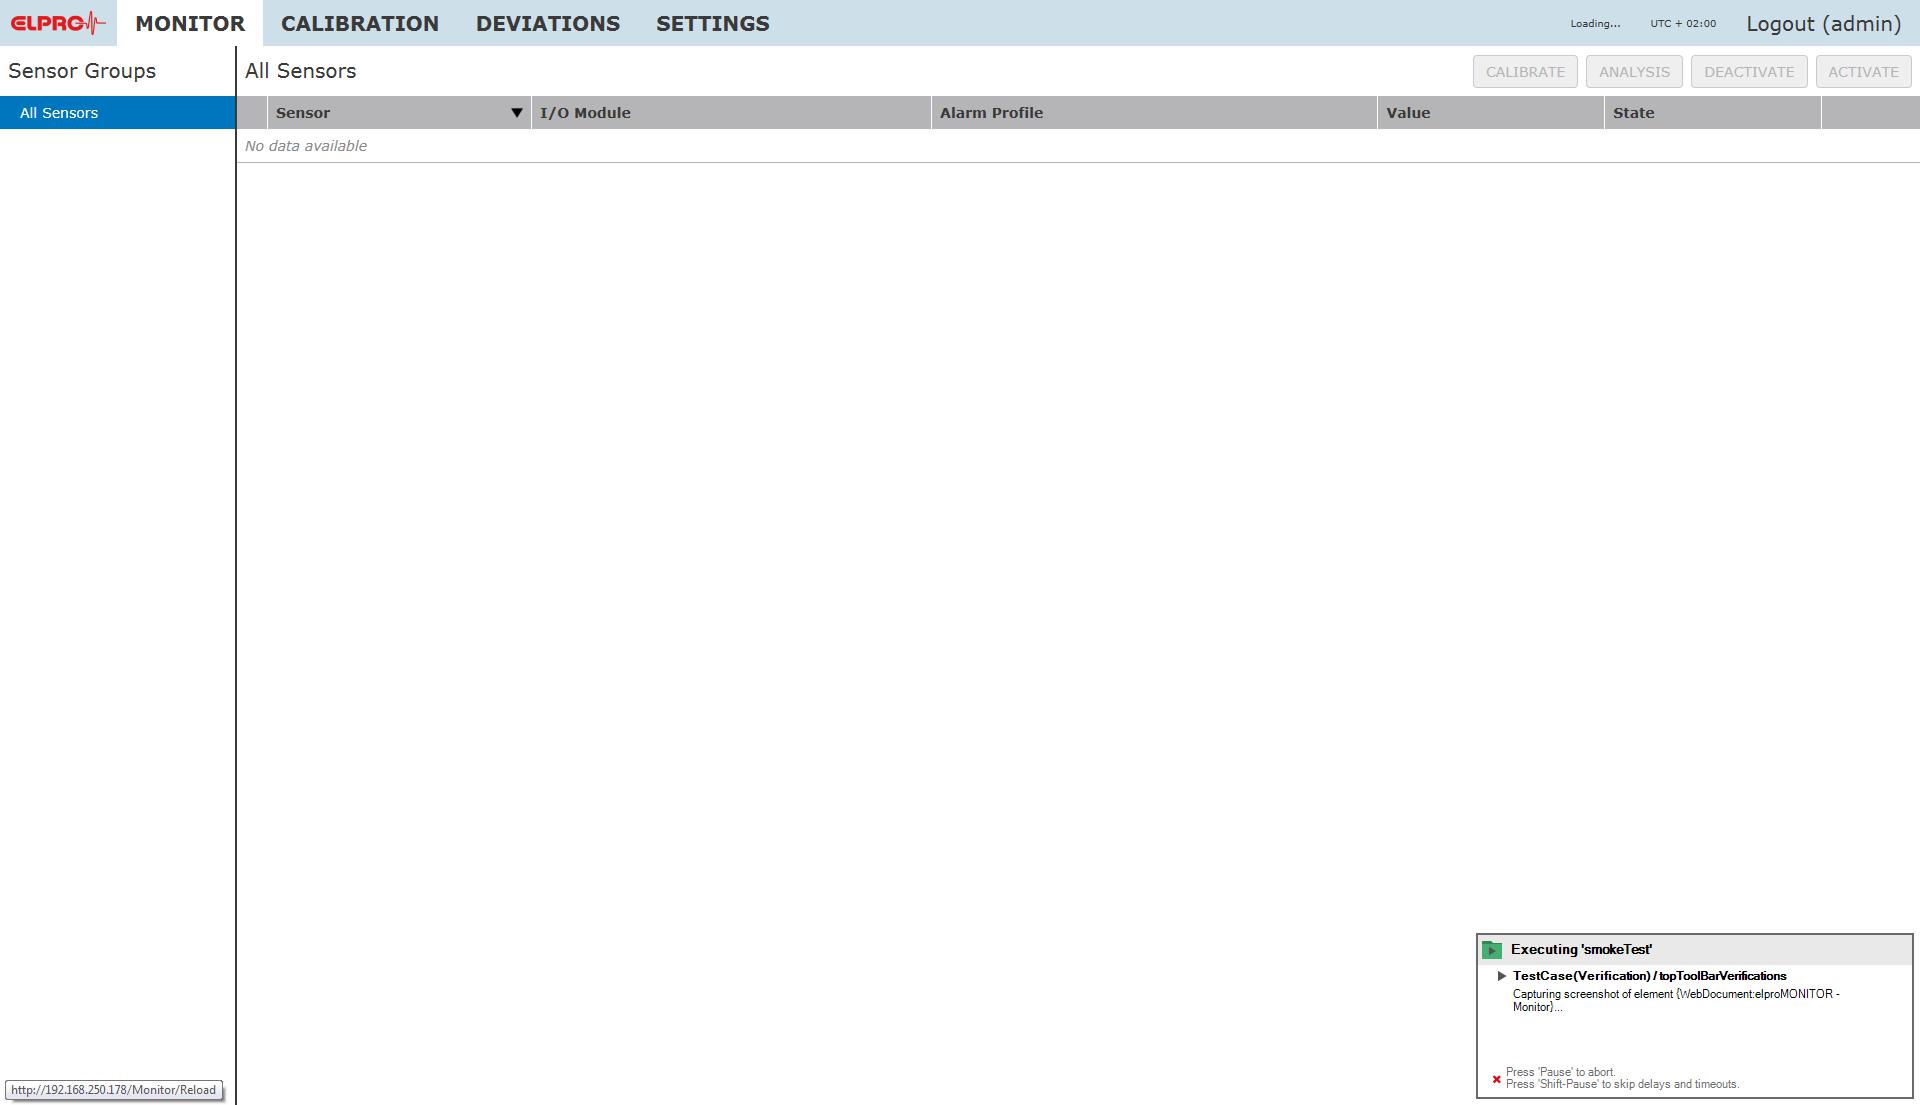 ELPRO MONITOR CALIBRATION DEVIATIONS SETTINGS Loading... UTC + 02:00 Logout (admin)
Sensor Groups
All Sensors
All Sensors CALIBRATE ANALYSIS DEACTIVATE ACTIVATE
Sensor I/O Module Alarm Profile Value State
No data available
Executing 'smokeTest'
TestCase(Verification) / topToolBarVerifications
Capturing screenshot of element {WebDocument:elproMONITOR -
Monitor}...
Press 'Pause' to abort.
Press 'Shift-Pause' to skip delays and timeouts.
http://192.168.250.178/Monitor/Reload